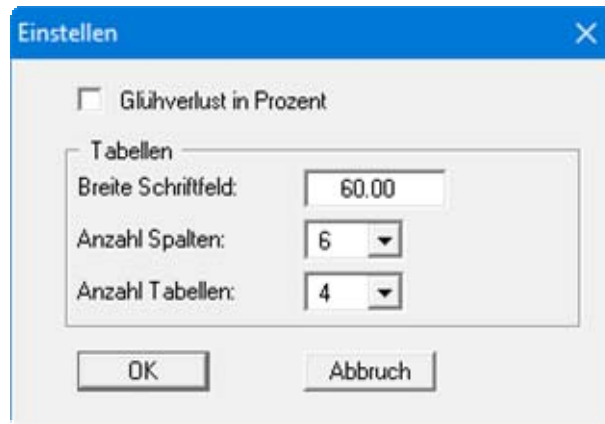 Einstellen
Glühverlust in Prozent
Tabellen
Breite Schriftfeld: 60.00
Anzahl Spalten: 6
Anzahl Tabellen: 4
OK Abbruch